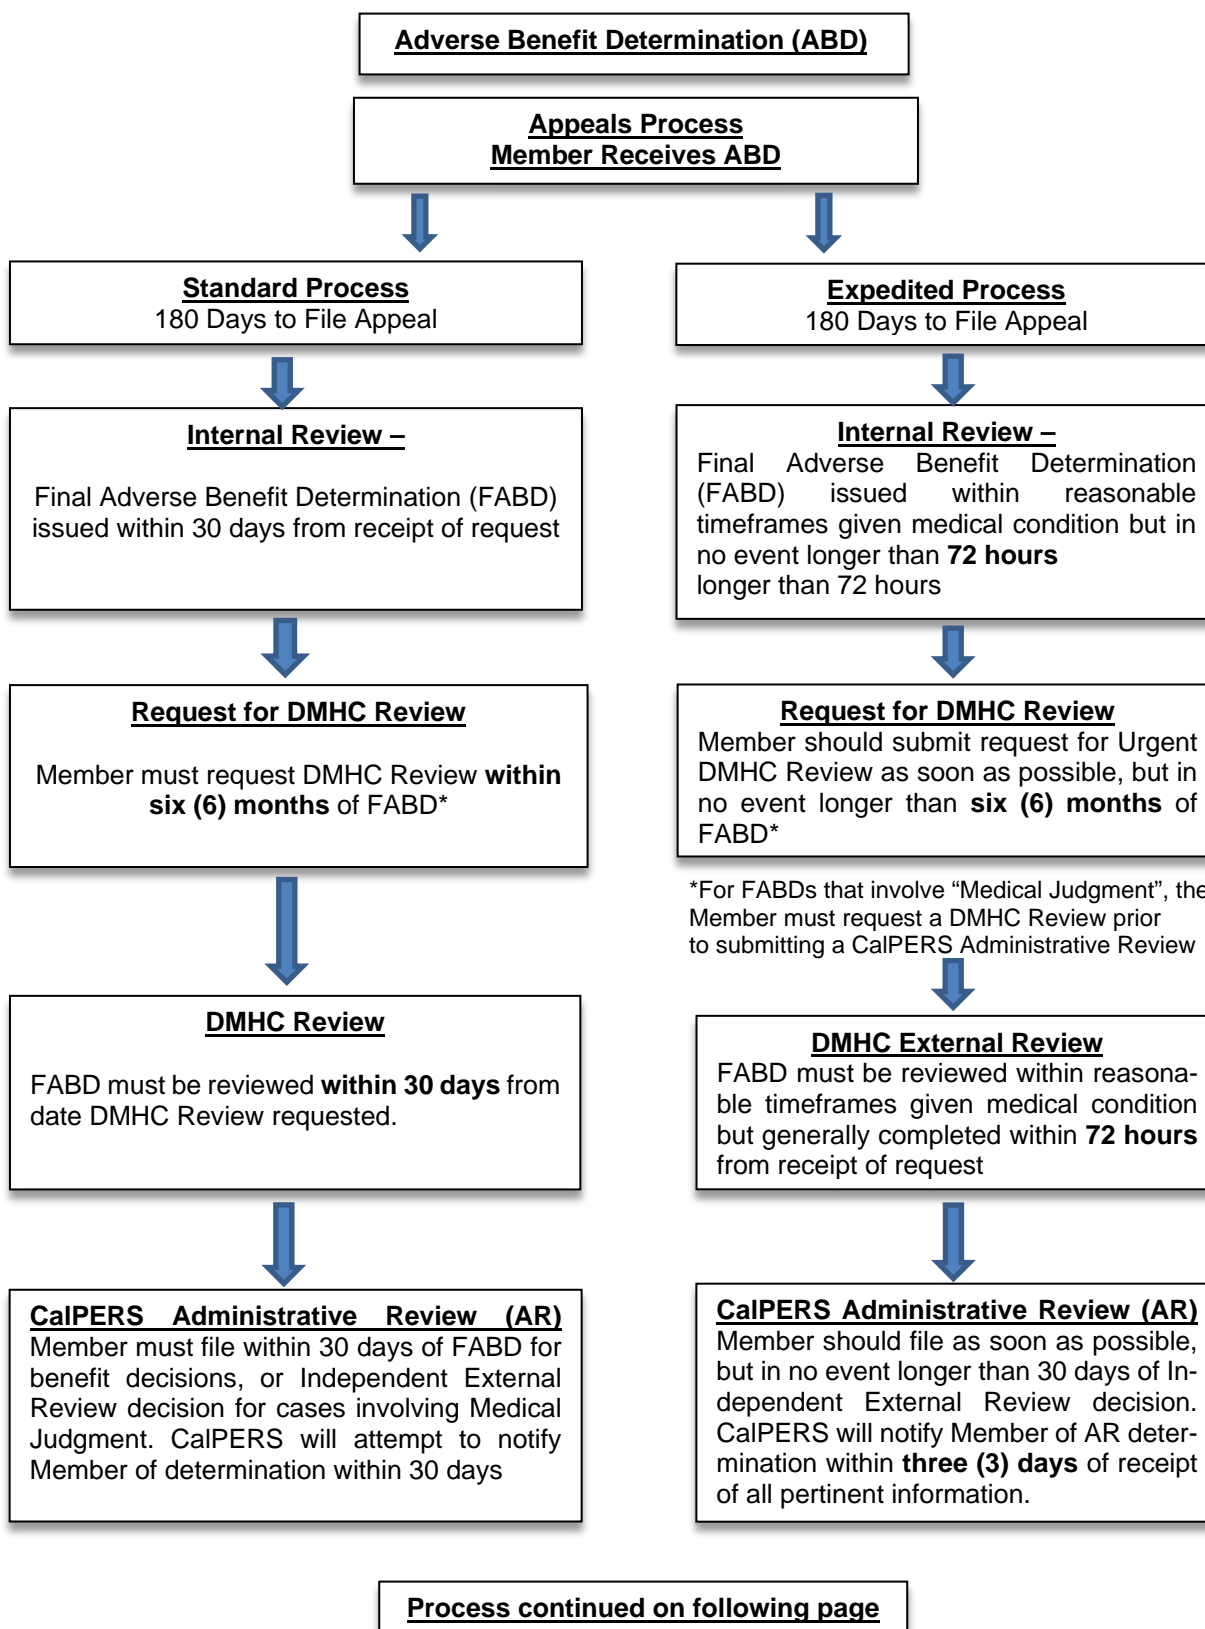 Adverse Benefit Determination (ABD)
Appeals Process
Member Receives ABD
Standard Process
180 Days to File Appeal
Expedited Process
180 Days to File Appeal
Internal Review –
Final Adverse Benefit Determination (FABD)
issued within 30 days from receipt of request
Internal Review –
Final Adverse Benefit Determination
(FABD) issued within reasonable
timeframes given medical condition but in
no event longer than 72 hours
longer than 72 hours
Request for DMHC Review
Member must request DMHC Review within
six (6) months of FABD*
Request for DMHC Review
Member should submit request for Urgent
DMHC Review as soon as possible, but in
no event longer than six (6) months of
FABD*
*For FABDs that involve “Medical Judgment”, the
Member must request a DMHC Review prior
to submitting a CalPERS Administrative Review
DMHC Review
FABD must be reviewed within 30 days from
date DMHC Review requested.
DMHC External Review
FABD must be reviewed within reasona-
ble timeframes given medical condition
but generally completed within 72 hours
from receipt of request
CalPERS Administrative Review (AR)
Member must file within 30 days of FABD for
benefit decisions, or Independent External
Review decision for cases involving Medical
Judgment. CalPERS will attempt to notify
Member of determination within 30 days
CalPERS Administrative Review (AR)
Member should file as soon as possible,
but in no event longer than 30 days of In-
dependent External Review decision.
CalPERS will notify Member of AR deter-
mination within three (3) days of receipt
of all pertinent information.
Process continued on following page